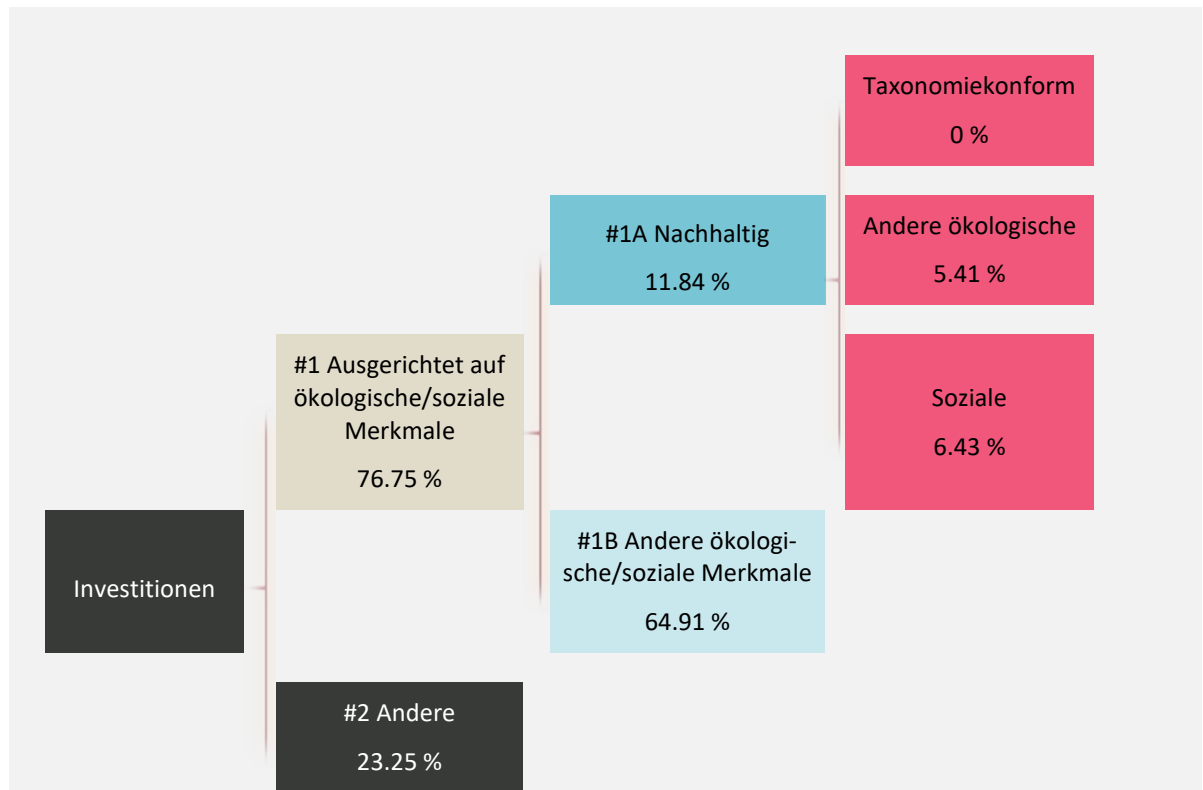 Taxonomiekonform
0 %
#1A Nachhaltig
11.84 %
Andere ökologische
5.41 %
#1 Ausgerichtet auf
ökologische/soziale
Merkmale
76.75 %
Soziale
6.43 %
Investitionen
#1B Andere ökologi-
sche/soziale Merkmale
64.91 %
#2 Andere
23.25 %